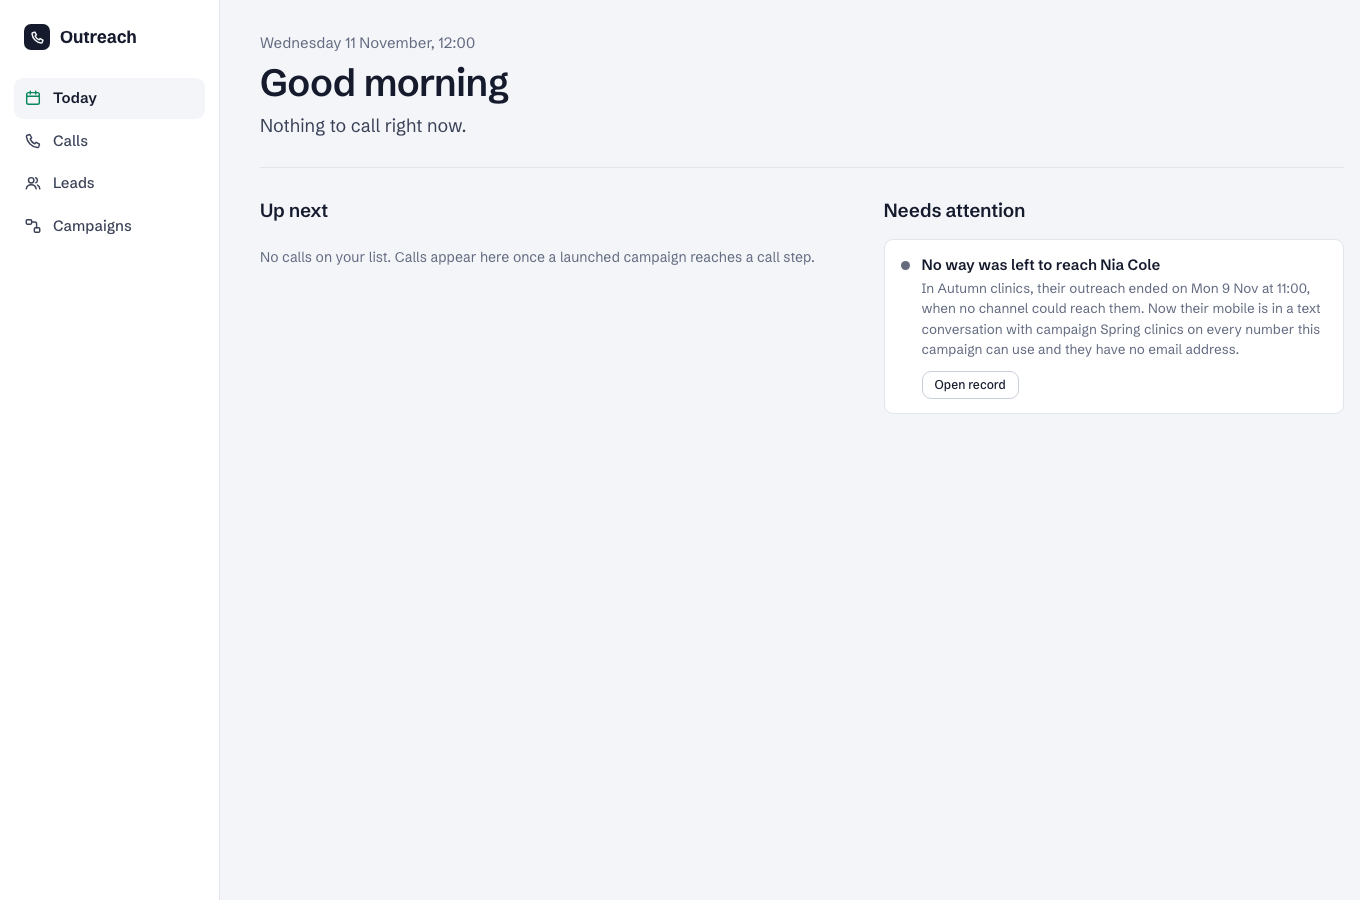 Outreach
Today
Calls
Leads
Campaigns
Wednesday 11 November, 12:00
Good morning
Nothing to call right now.
Up next
No calls on your list. Calls appear here once a launched campaign reaches a call step.
Needs attention
No way was left to reach Nia Cole
In Autumn clinics, their outreach ended on Mon 9 Nov at 11:00,
when no channel could reach them. Now their mobile is in a text
conversation with campaign Spring clinics on every number this
campaign can use and they have no email address.
Open record